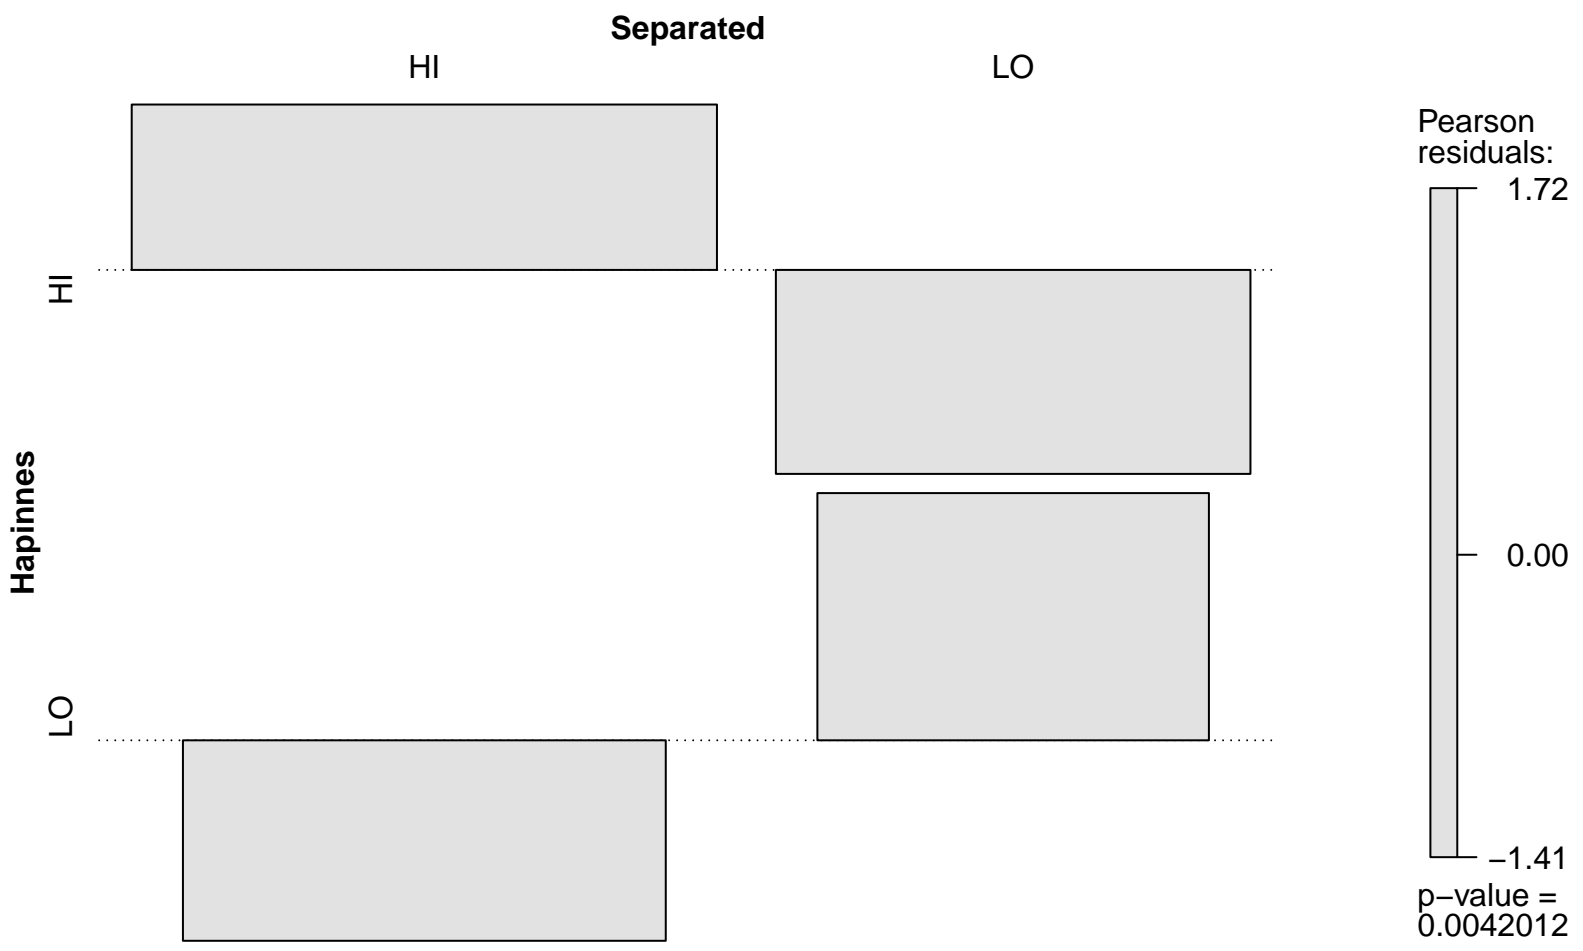 Separated
HI LO
Pearson
residuals:
1.72
HI
Hapinnes
0.00
LO
−1.41
p−value =
0.0042012